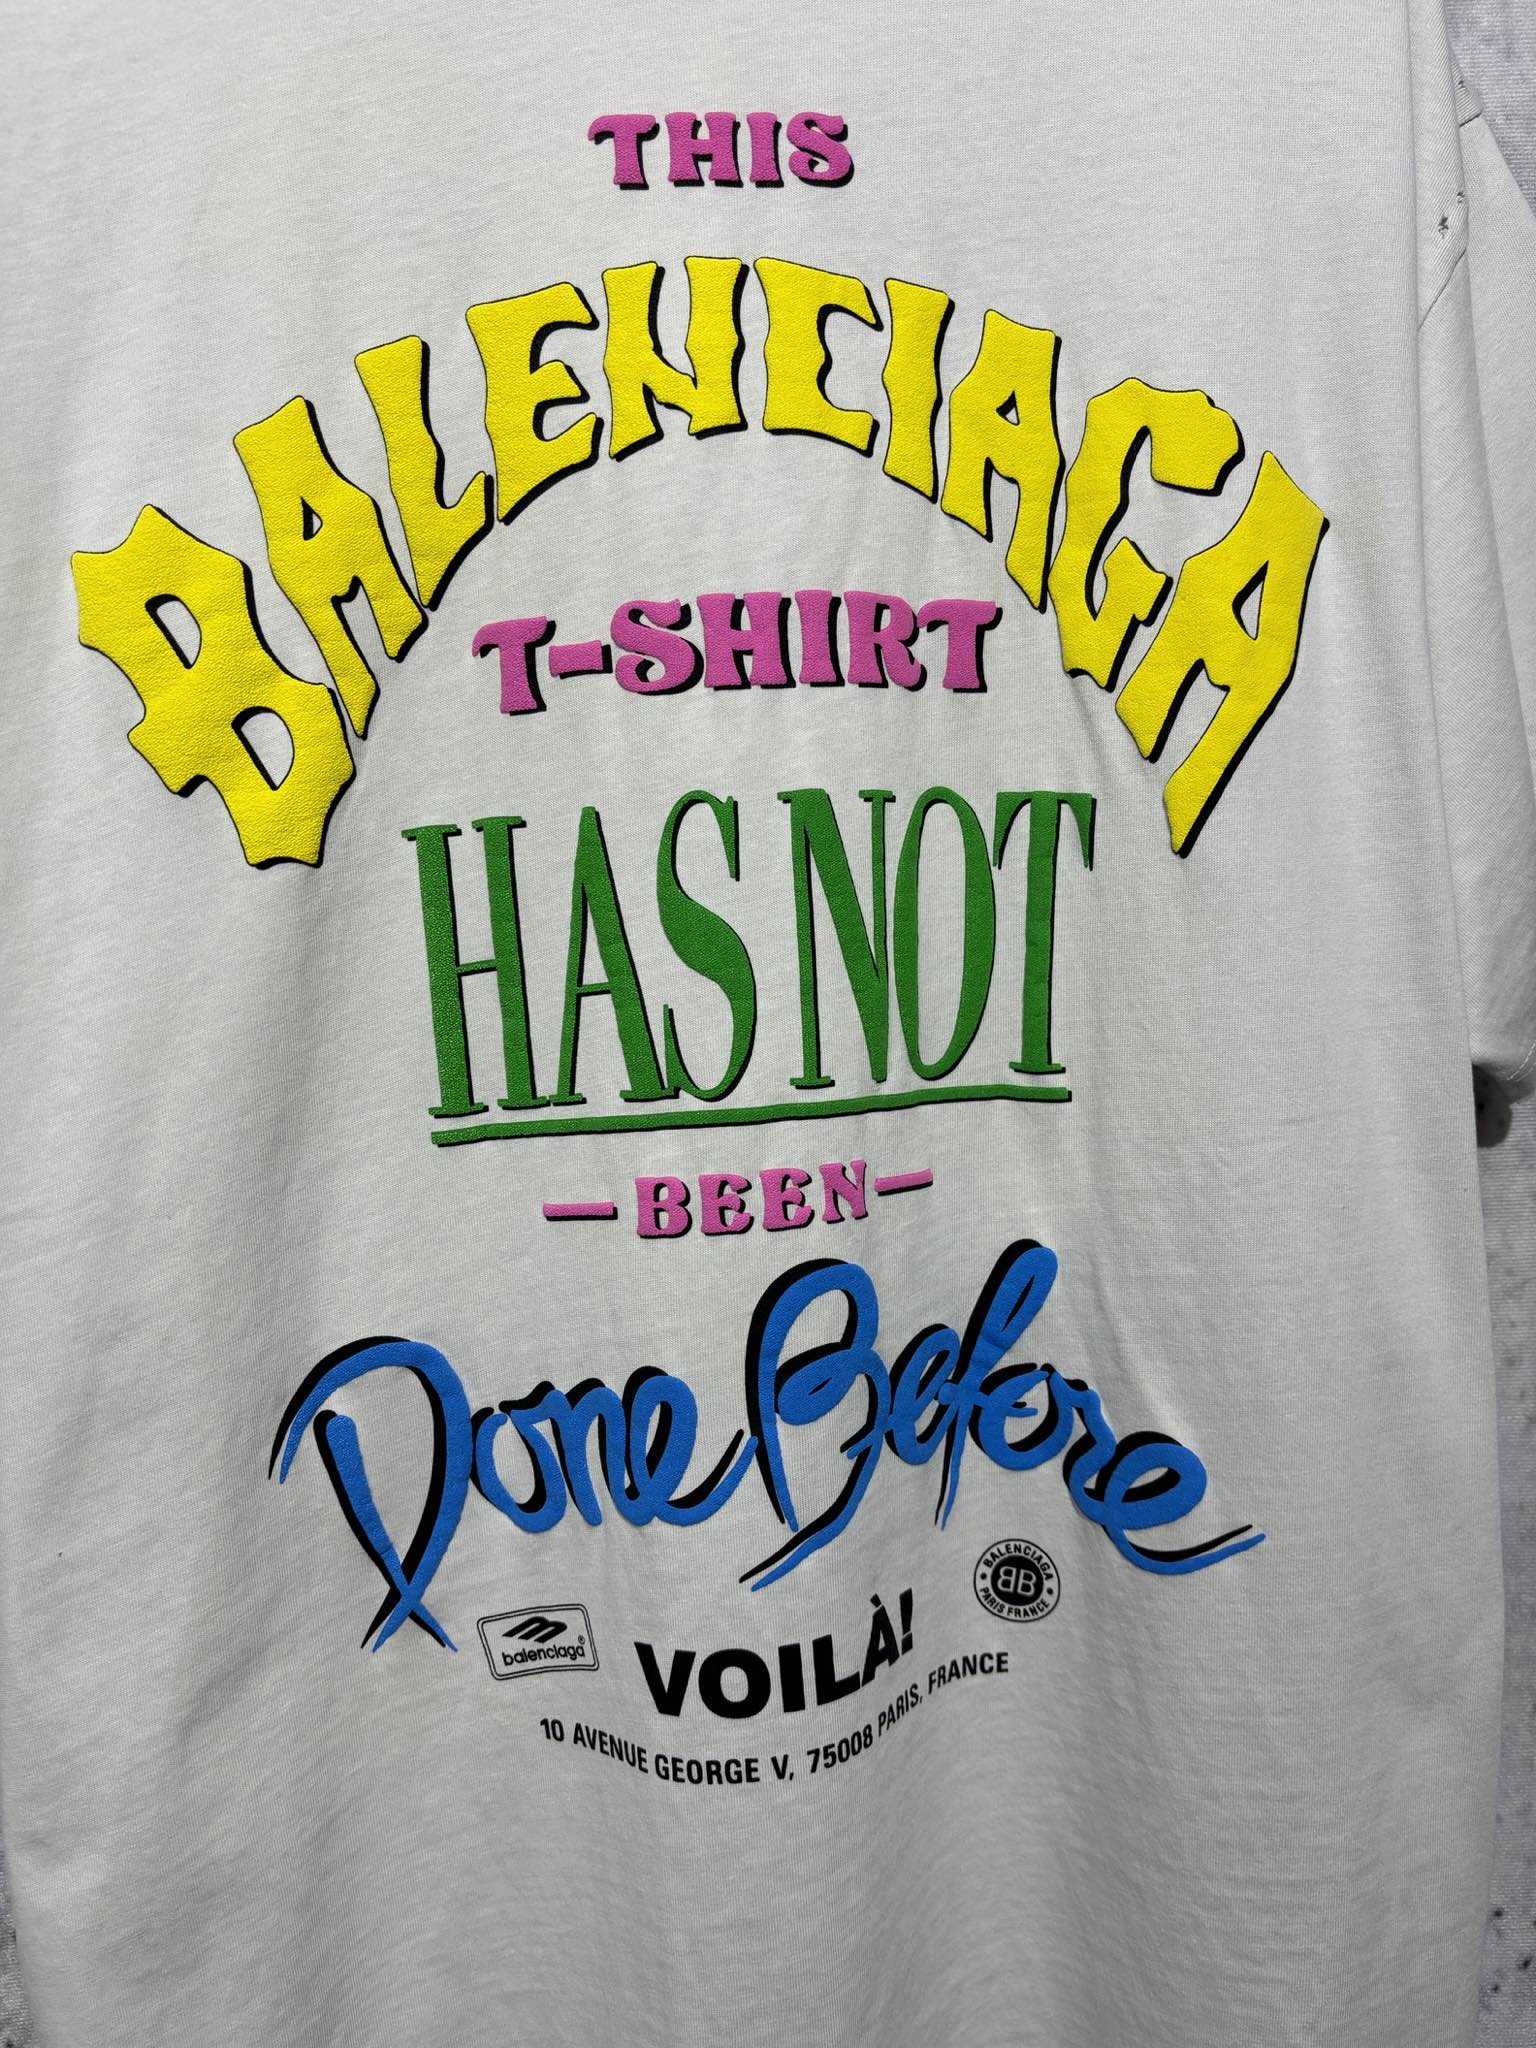 THIS
BALENCIAGA
T-SHIRT
HAS NOT
-BEEN-
Done Before
BALENCIAGA
BB
PARIS FRANCE
balenciaga®
VOILÀ!
10 AVENUE GEORGE V, 75008 PARIS, FRANCE